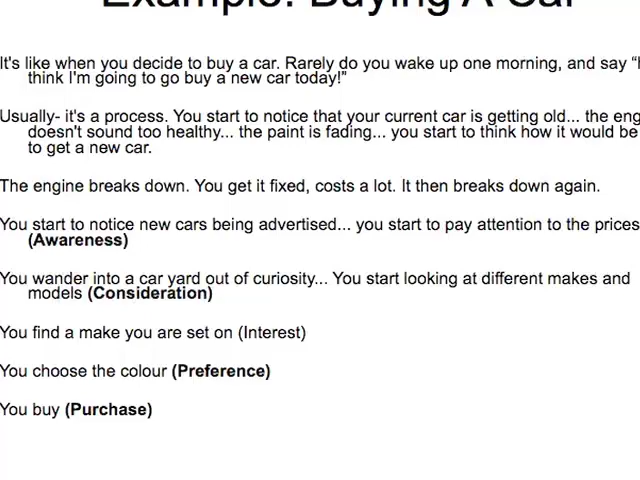 Example: Buying A Car
It's like when you decide to buy a car. Rarely do you wake up one morning, and say “
think I'm going to go buy a new car today!”
Usually- it's a process. You start to notice that your current car is getting old... the
doesn't sound too healthy... the paint is fading... you start to think how it would be
to get a new car.
The engine breaks down. You get it fixed, costs a lot. It then breaks down again.
You start to notice new cars being advertised... you start to pay attention to the prices
(Awareness)
You wander into a car yard out of curiosity... You start looking at different makes and
models (Consideration)
You find a make you are set on (Interest)
You choose the colour (Preference)
You buy (Purchase)